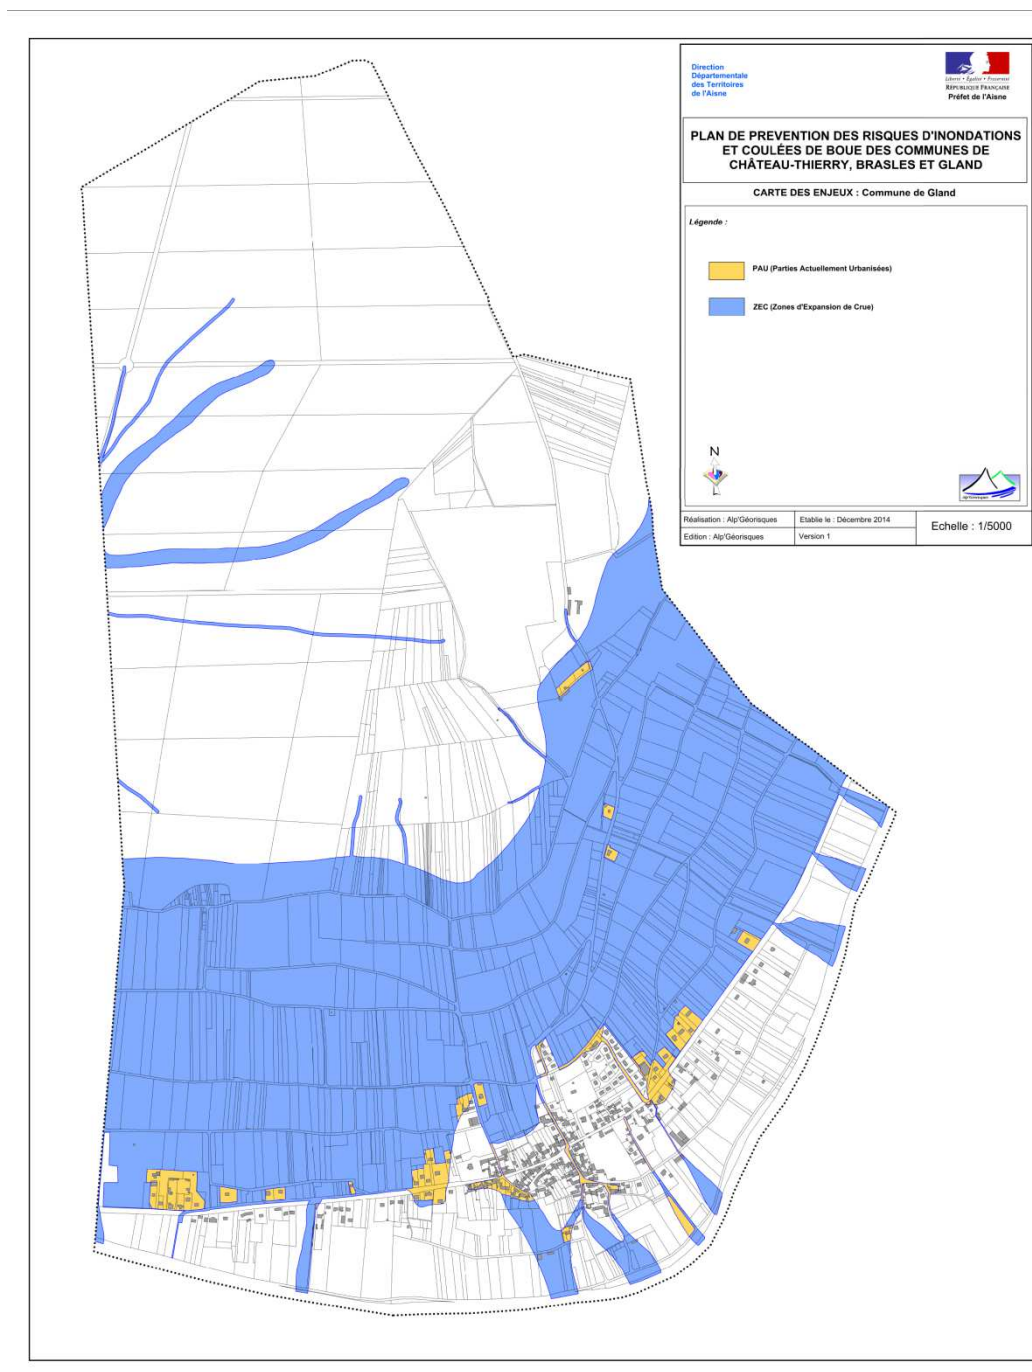 Direction
Départementale
des Territoires
de l'Aisne
Liberté • Égalité • Fraternité
RÉPUBLIQUE FRANÇAISE
Préfet de l'Aisne
PLAN DE PREVENTION DES RISQUES D'INONDATIONS
ET COULÉES DE BOUE DES COMMUNES DE
CHÂTEAU-THIERRY, BRASLES ET GLAND
CARTE DES ENJEUX : Commune de Gland
Légende :
PAU (Parties Actuellement Urbanisées)
ZEC (Zones d'Expansion de Crue)
N
Alp'Géorisques
Réalisation : Alp'Géorisques
Etablie le : Décembre 2014
Echelle : 1/5000
Edition : Alp'Géorisques
Version 1